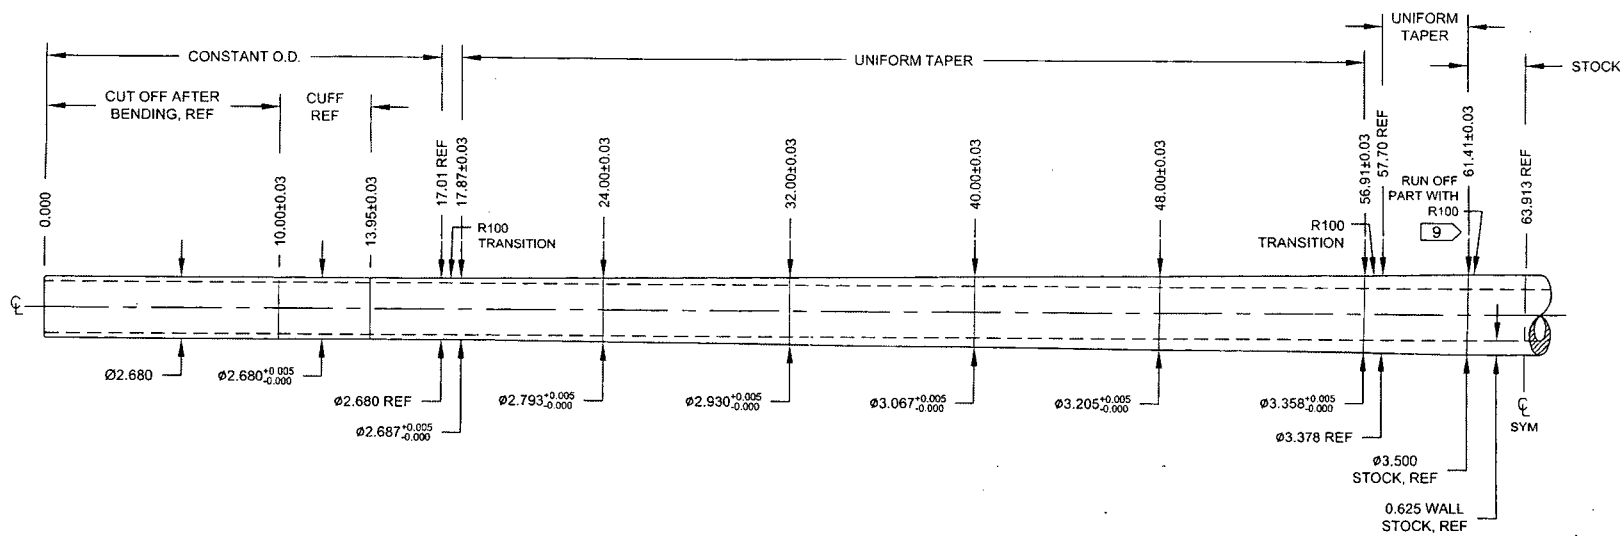 UNIFORM
TAPER
CONSTANT O.D.
UNIFORM TAPER
STOCK
CUT OFF AFTER
BENDING, REF
CUFF
REF
0.000
10.00±0.03
13.95±0.03
17.01 REF
17.87±0.03
24.00±0.03
32.00±0.03
40.00±0.03
48.00±0.03
56.91±0.03
57.70 REF
61.41±0.03
63.913 REF
R100
TRANSITION
R100
TRANSITION
RUN OFF
PART WITH
R100
9
℄
Ø2.680
Ø2.680 +0.005 -0.000
Ø2.680 REF
Ø2.687 +0.005 -0.000
Ø2.793 +0.005 -0.000
Ø2.930 +0.005 -0.000
Ø3.067 +0.005 -0.000
Ø3.205 +0.005 -0.000
Ø3.358 +0.005 -0.000
Ø3.378 REF
Ø3.500
STOCK, REF
0.625 WALL
STOCK, REF
℄
SYM